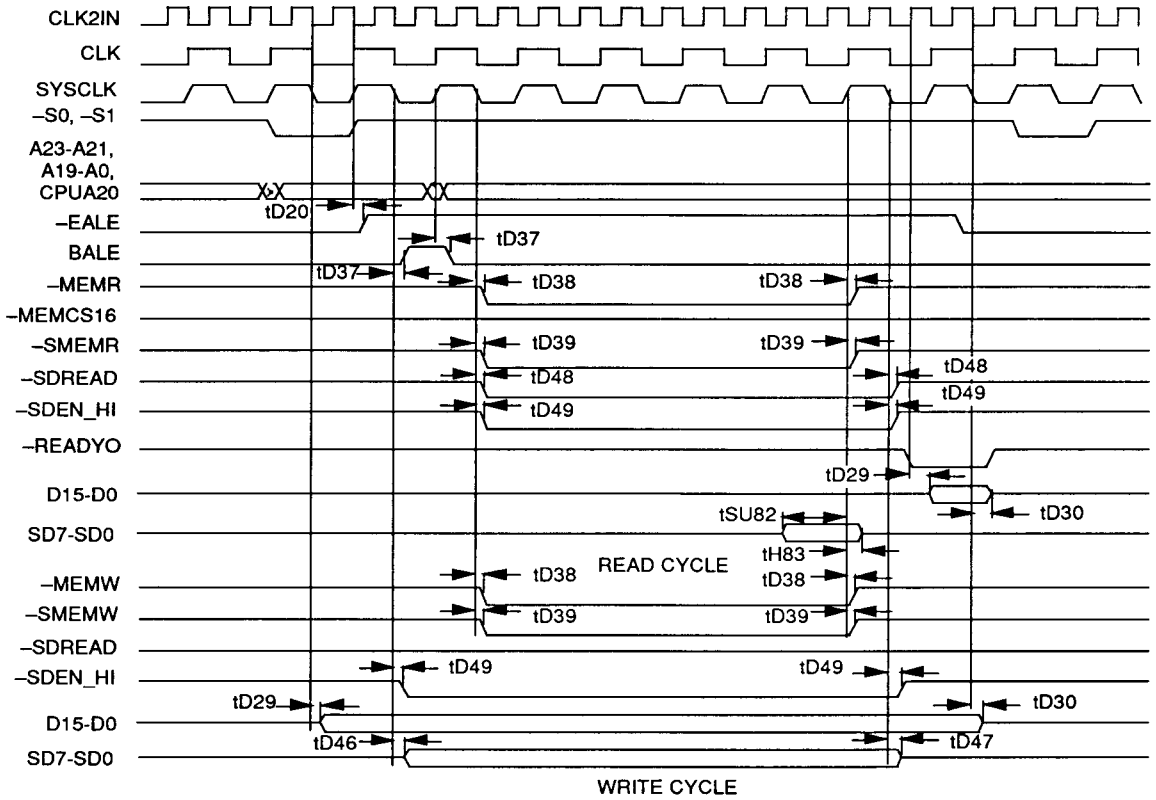 CLK2IN
CLK
SYSCLK
–S0, –S1
A23-A21,
A19-A0,
CPUA20
tD20
–EALE
BALE
tD37
tD37
–MEMR
tD38
tD38
–MEMCS16
–SMEMR
tD39
tD39
–SDREAD
tD48
tD48
–SDEN_HI
tD49
tD49
–READYO
tD29
D15-D0
tD30
tSU82
SD7-SD0
tH83
READ CYCLE
–MEMW
tD38
tD38
–SMEMW
tD39
tD39
–SDREAD
–SDEN_HI
tD49
tD49
tD29
tD30
D15-D0
tD46
tD47
SD7-SD0
WRITE CYCLE